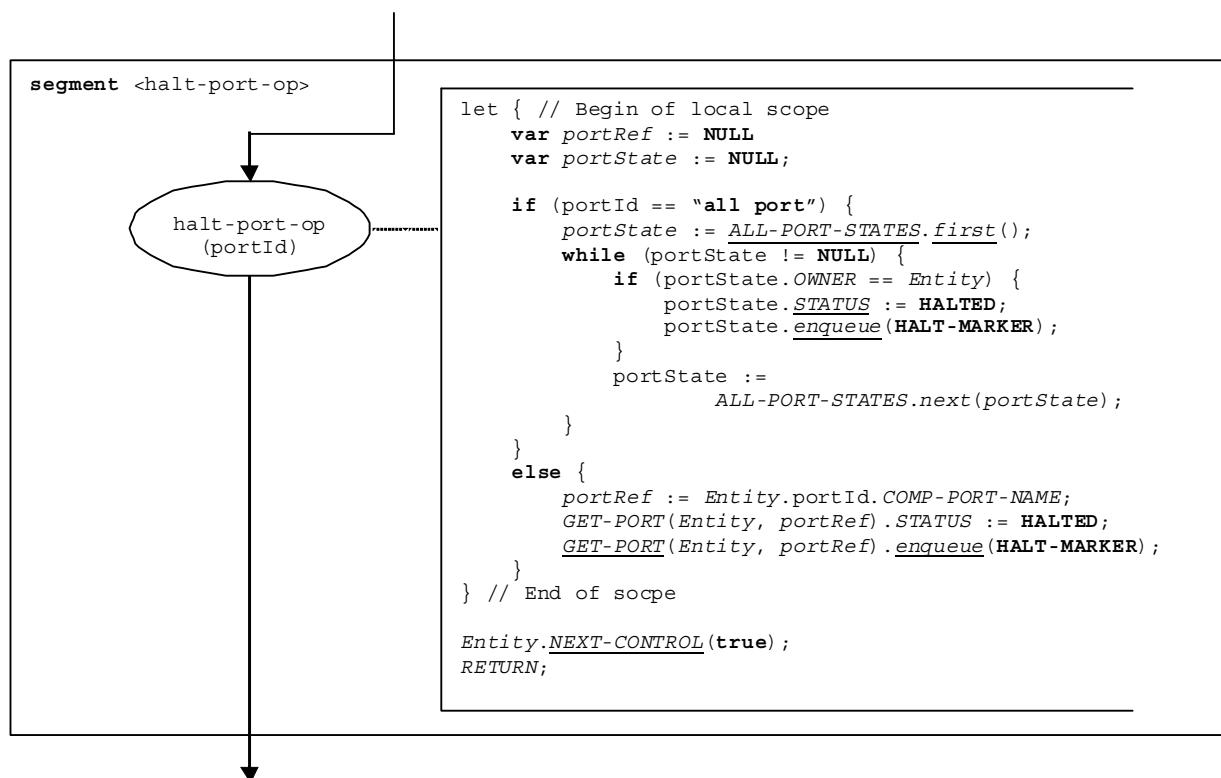 segment <halt-port-op>
halt-port-op
(portId)
let { // Begin of local scope
    var portRef := NULL
    var portState := NULL;
    if (portId == “all port”) {
        portState := ALL-PORT-STATES.first();
        while (portState != NULL) {
            if (portState.OWNER == Entity) {
                portState.STATUS := HALTED;
                portState.enqueue(HALT-MARKER);
            }
            portState :=
                    ALL-PORT-STATES.next(portState);
        }
    }
    else {
        portRef := Entity.portId.COMP-PORT-NAME;
        GET-PORT(Entity, portRef).STATUS := HALTED;
        GET-PORT(Entity, portRef).enqueue(HALT-MARKER);
    }
} // End of socpe
Entity.NEXT-CONTROL(true);
RETURN;